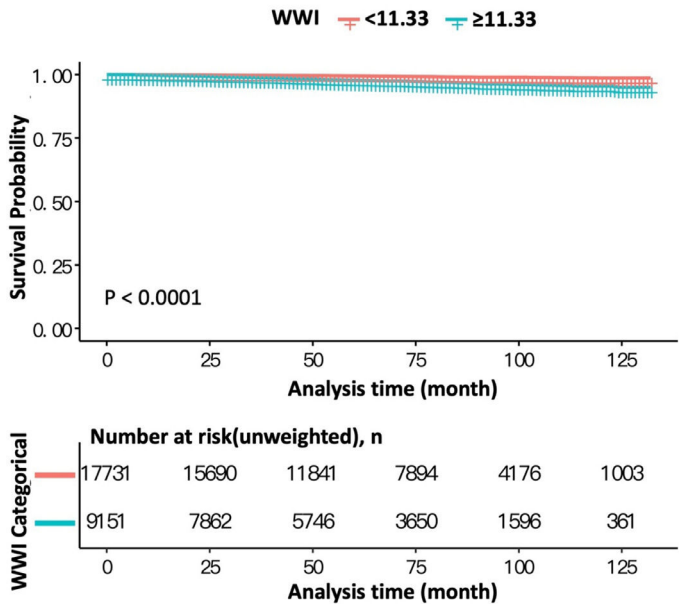 WWI <11.33 ≥11.33
Survival Probability
1. 00
0. 75
0. 50
0. 25
0. 00
P < 0.0001
0 25 50 75 100 125
Analysis time (month)
WWI Categorical
Number at risk(unweighted), n
17731 15690 11841 7894 4176 1003
9151 7862 5746 3650 1596 361
0 25 50 75 100 125
Analysis time (month)